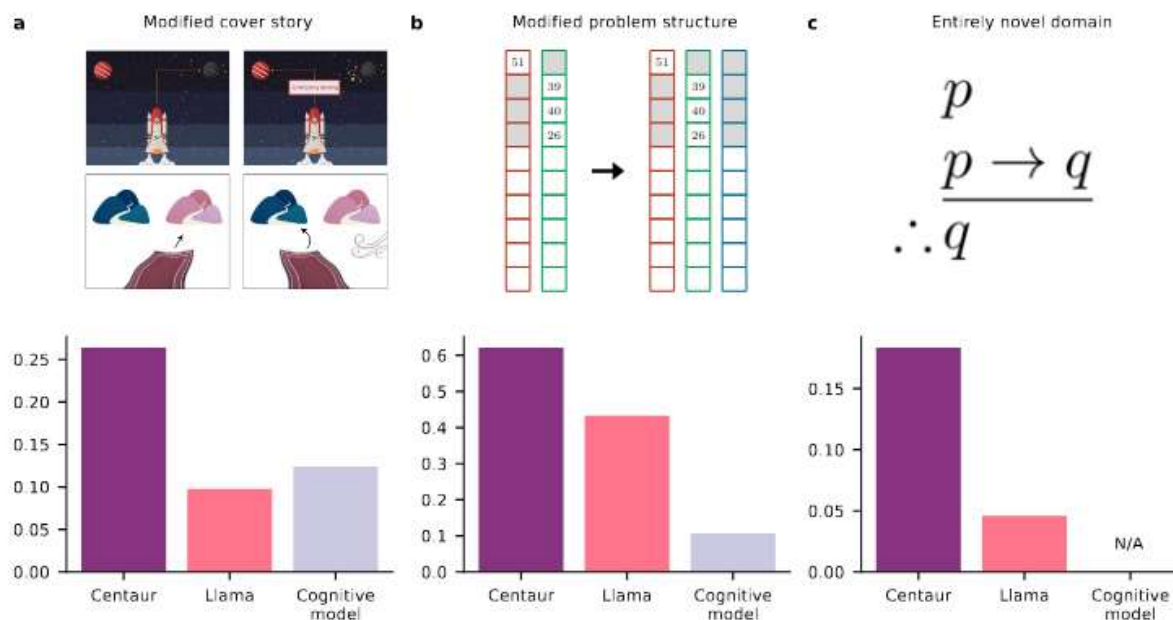 a Modified cover story
b Modified problem structure
c Entirely novel domain
51
39
40
26
51
39
40
26
p
p → q
∴ q
0.25
0.20
0.15
0.10
0.05
0.00
Centaur
Llama
Cognitive
model
0.6
0.5
0.4
0.3
0.2
0.1
0.0
Centaur
Llama
Cognitive
model
0.15
0.10
0.05
0.00
N/A
Centaur
Llama
Cognitive
model